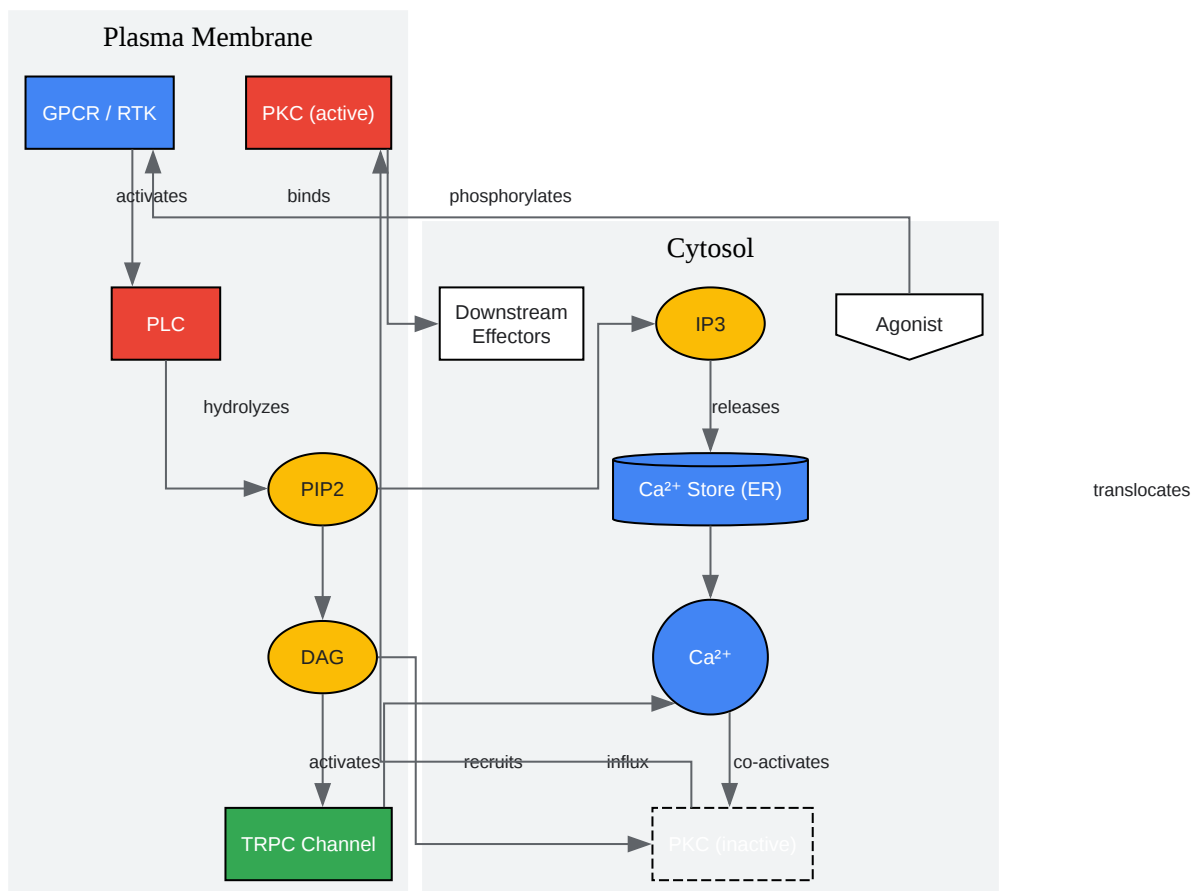 Plasma Membrane
GPCR / RTK
PKC (active)
activates
binds
phosphorylates
Cytosol
PLC
Downstream
Effectors
IP3
Agonist
hydrolyzes
releases
PIP2
Ca²⁺ Store (ER)
translocates
DAG
Ca²⁺
activates
recruits
influx
co-activates
TRPC Channel
PKC (inactive)